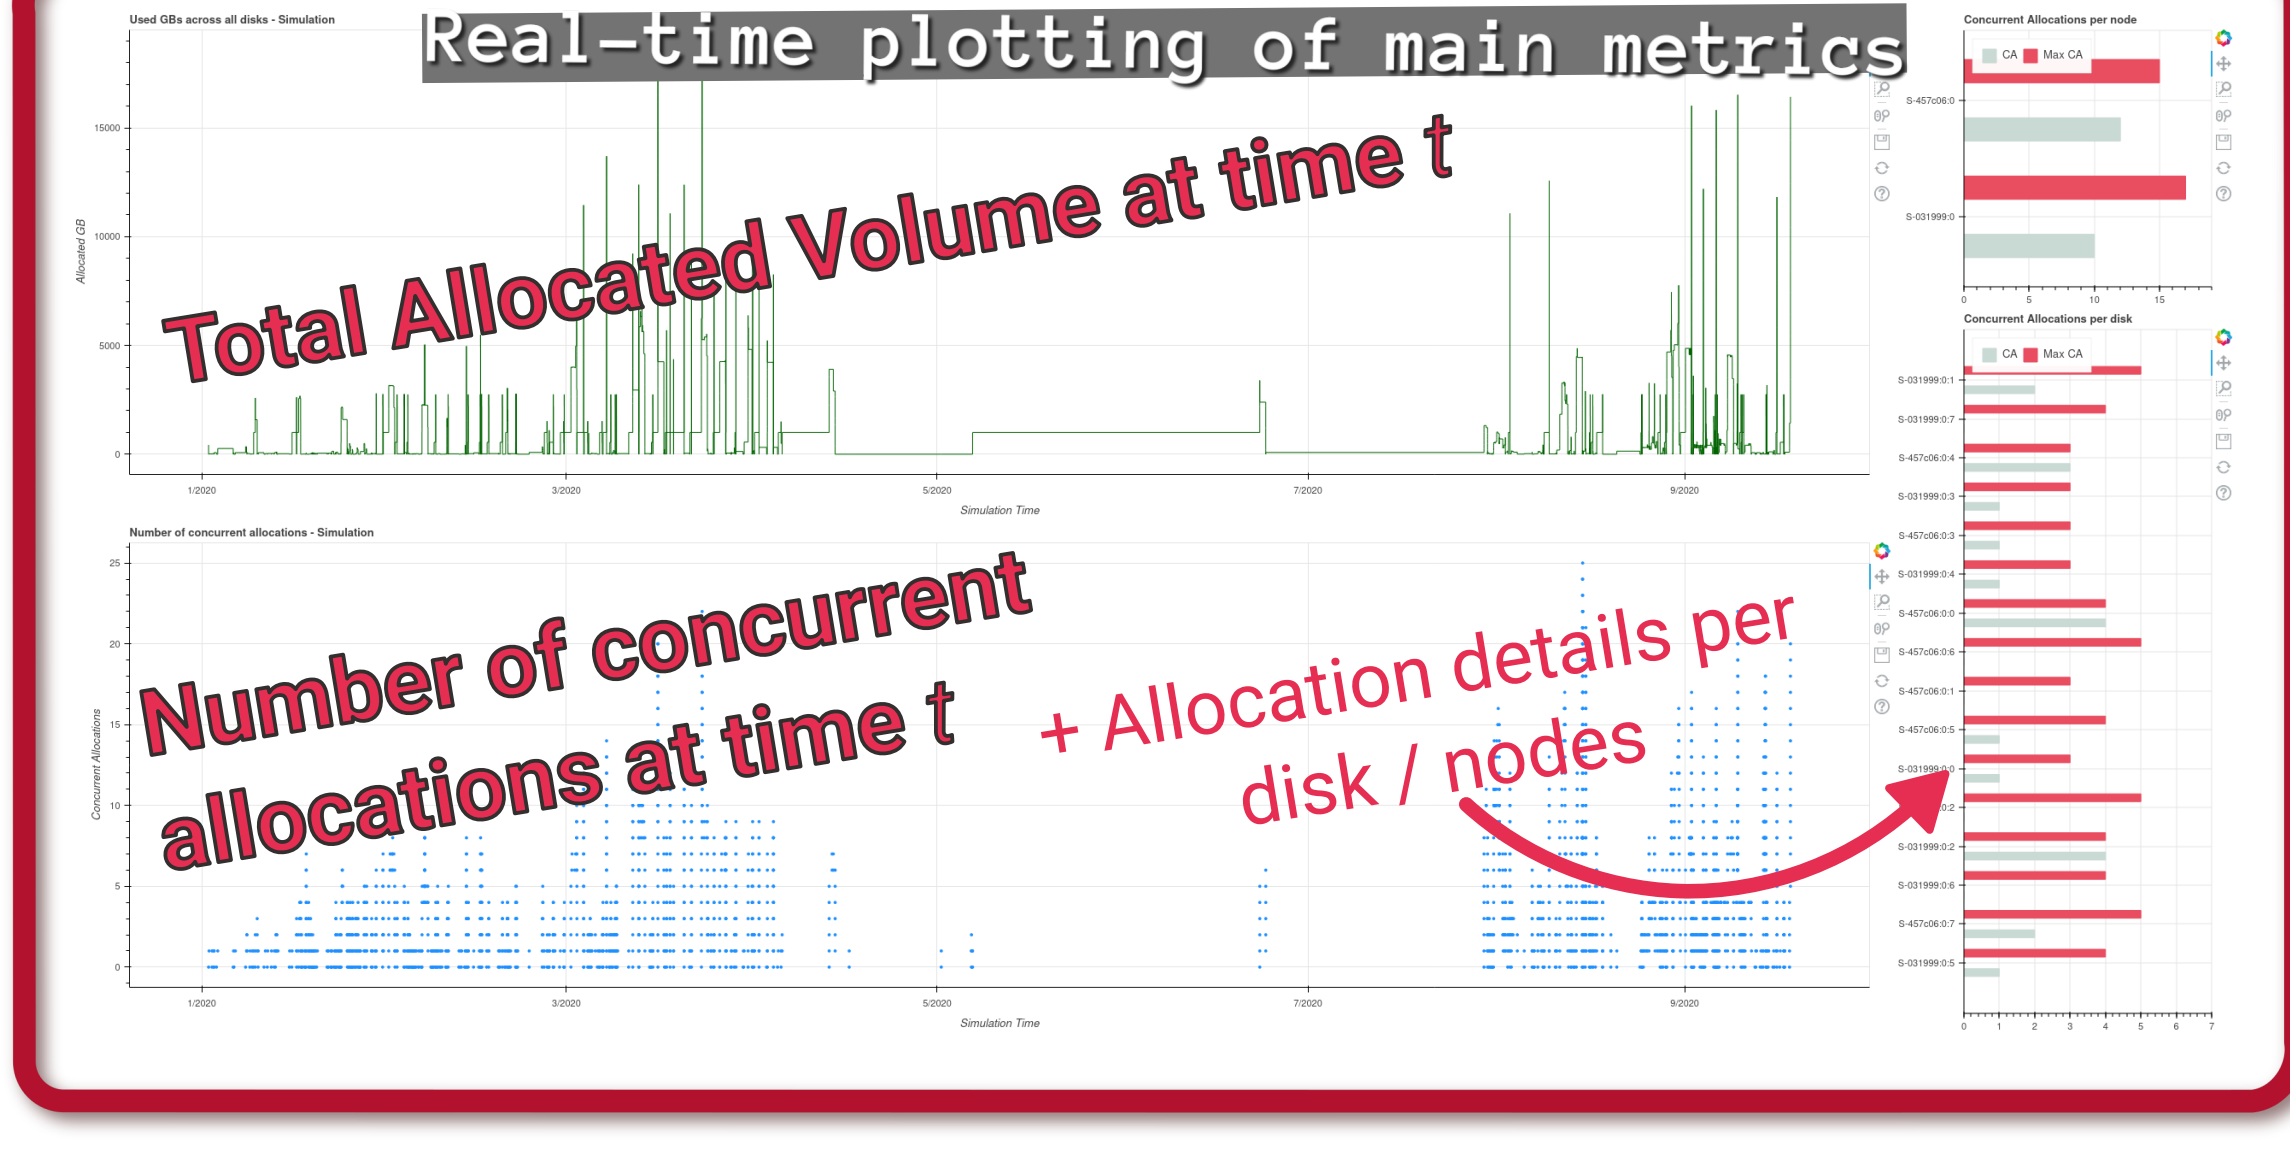 Used GBs across all disks - Simulation
Real-time plotting of main metrics
Allocated GB
15000
10000
5000
0
Total Allocated Volume at time t
1/2020
3/2020
5/2020
7/2020
9/2020
Simulation Time
Number of concurrent allocations - Simulation
Concurrent Allocations
25
20
15
10
5
0
Number of concurrent
allocations at time t
+ Allocation details per
disk / nodes
1/2020
3/2020
5/2020
7/2020
9/2020
Simulation Time
Concurrent Allocations per node
CA
Max CA
S-457c06:0
S-031999:0
0
5
10
15
Concurrent Allocations per disk
CA
Max CA
S-031999:0:1
S-031999:0:7
S-457c06:0:4
S-031999:0:3
S-457c06:0:3
S-031999:0:4
S-457c06:0:0
S-457c06:0:6
S-457c06:0:1
S-457c06:0:5
S-031999:0:0
:0:2
S-031999:0:2
S-031999:0:6
S-457c06:0:7
S-031999:0:5
0
1
2
3
4
5
6
7